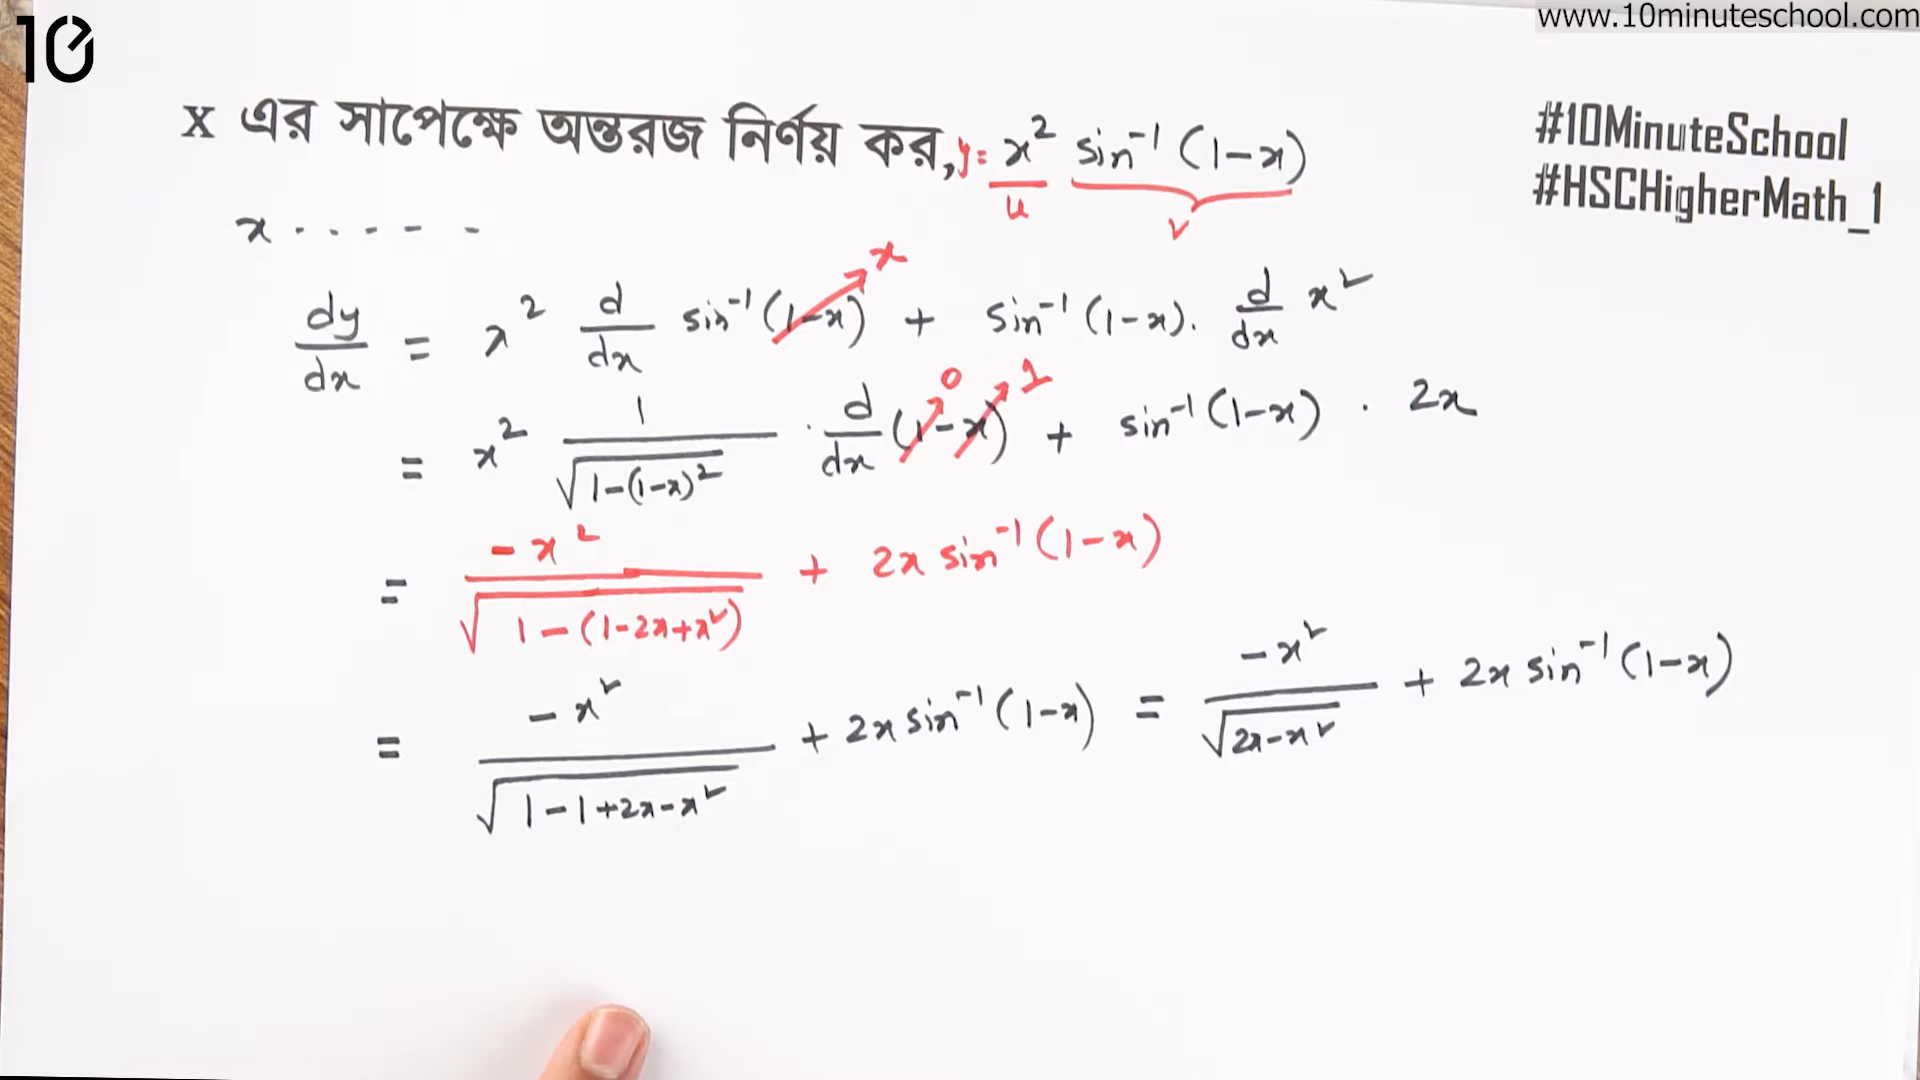 10
www.10minuteschool.com
#10MinuteSchool
#HSCHigherMath_1
x এর সাপেক্ষে অন্তরজ নির্ণয় কর, y = x² sin⁻¹ (1-x)
u v
x . . - - -
dy/dx = x² d/dx sin⁻¹ (1-x) x + sin⁻¹ (1-x). d/dx x²
= x² 1/√(1-(1-x)²) · d/dx (1-x) 0 1 + sin⁻¹ (1-x) . 2x
= -x²/√(1-(1-2x+x²)) + 2x sin⁻¹ (1-x)
= -x²/√(1-1+2x-x²) + 2x sin⁻¹ (1-x) = -x²/√(2x-x²) + 2x sin⁻¹ (1-x)